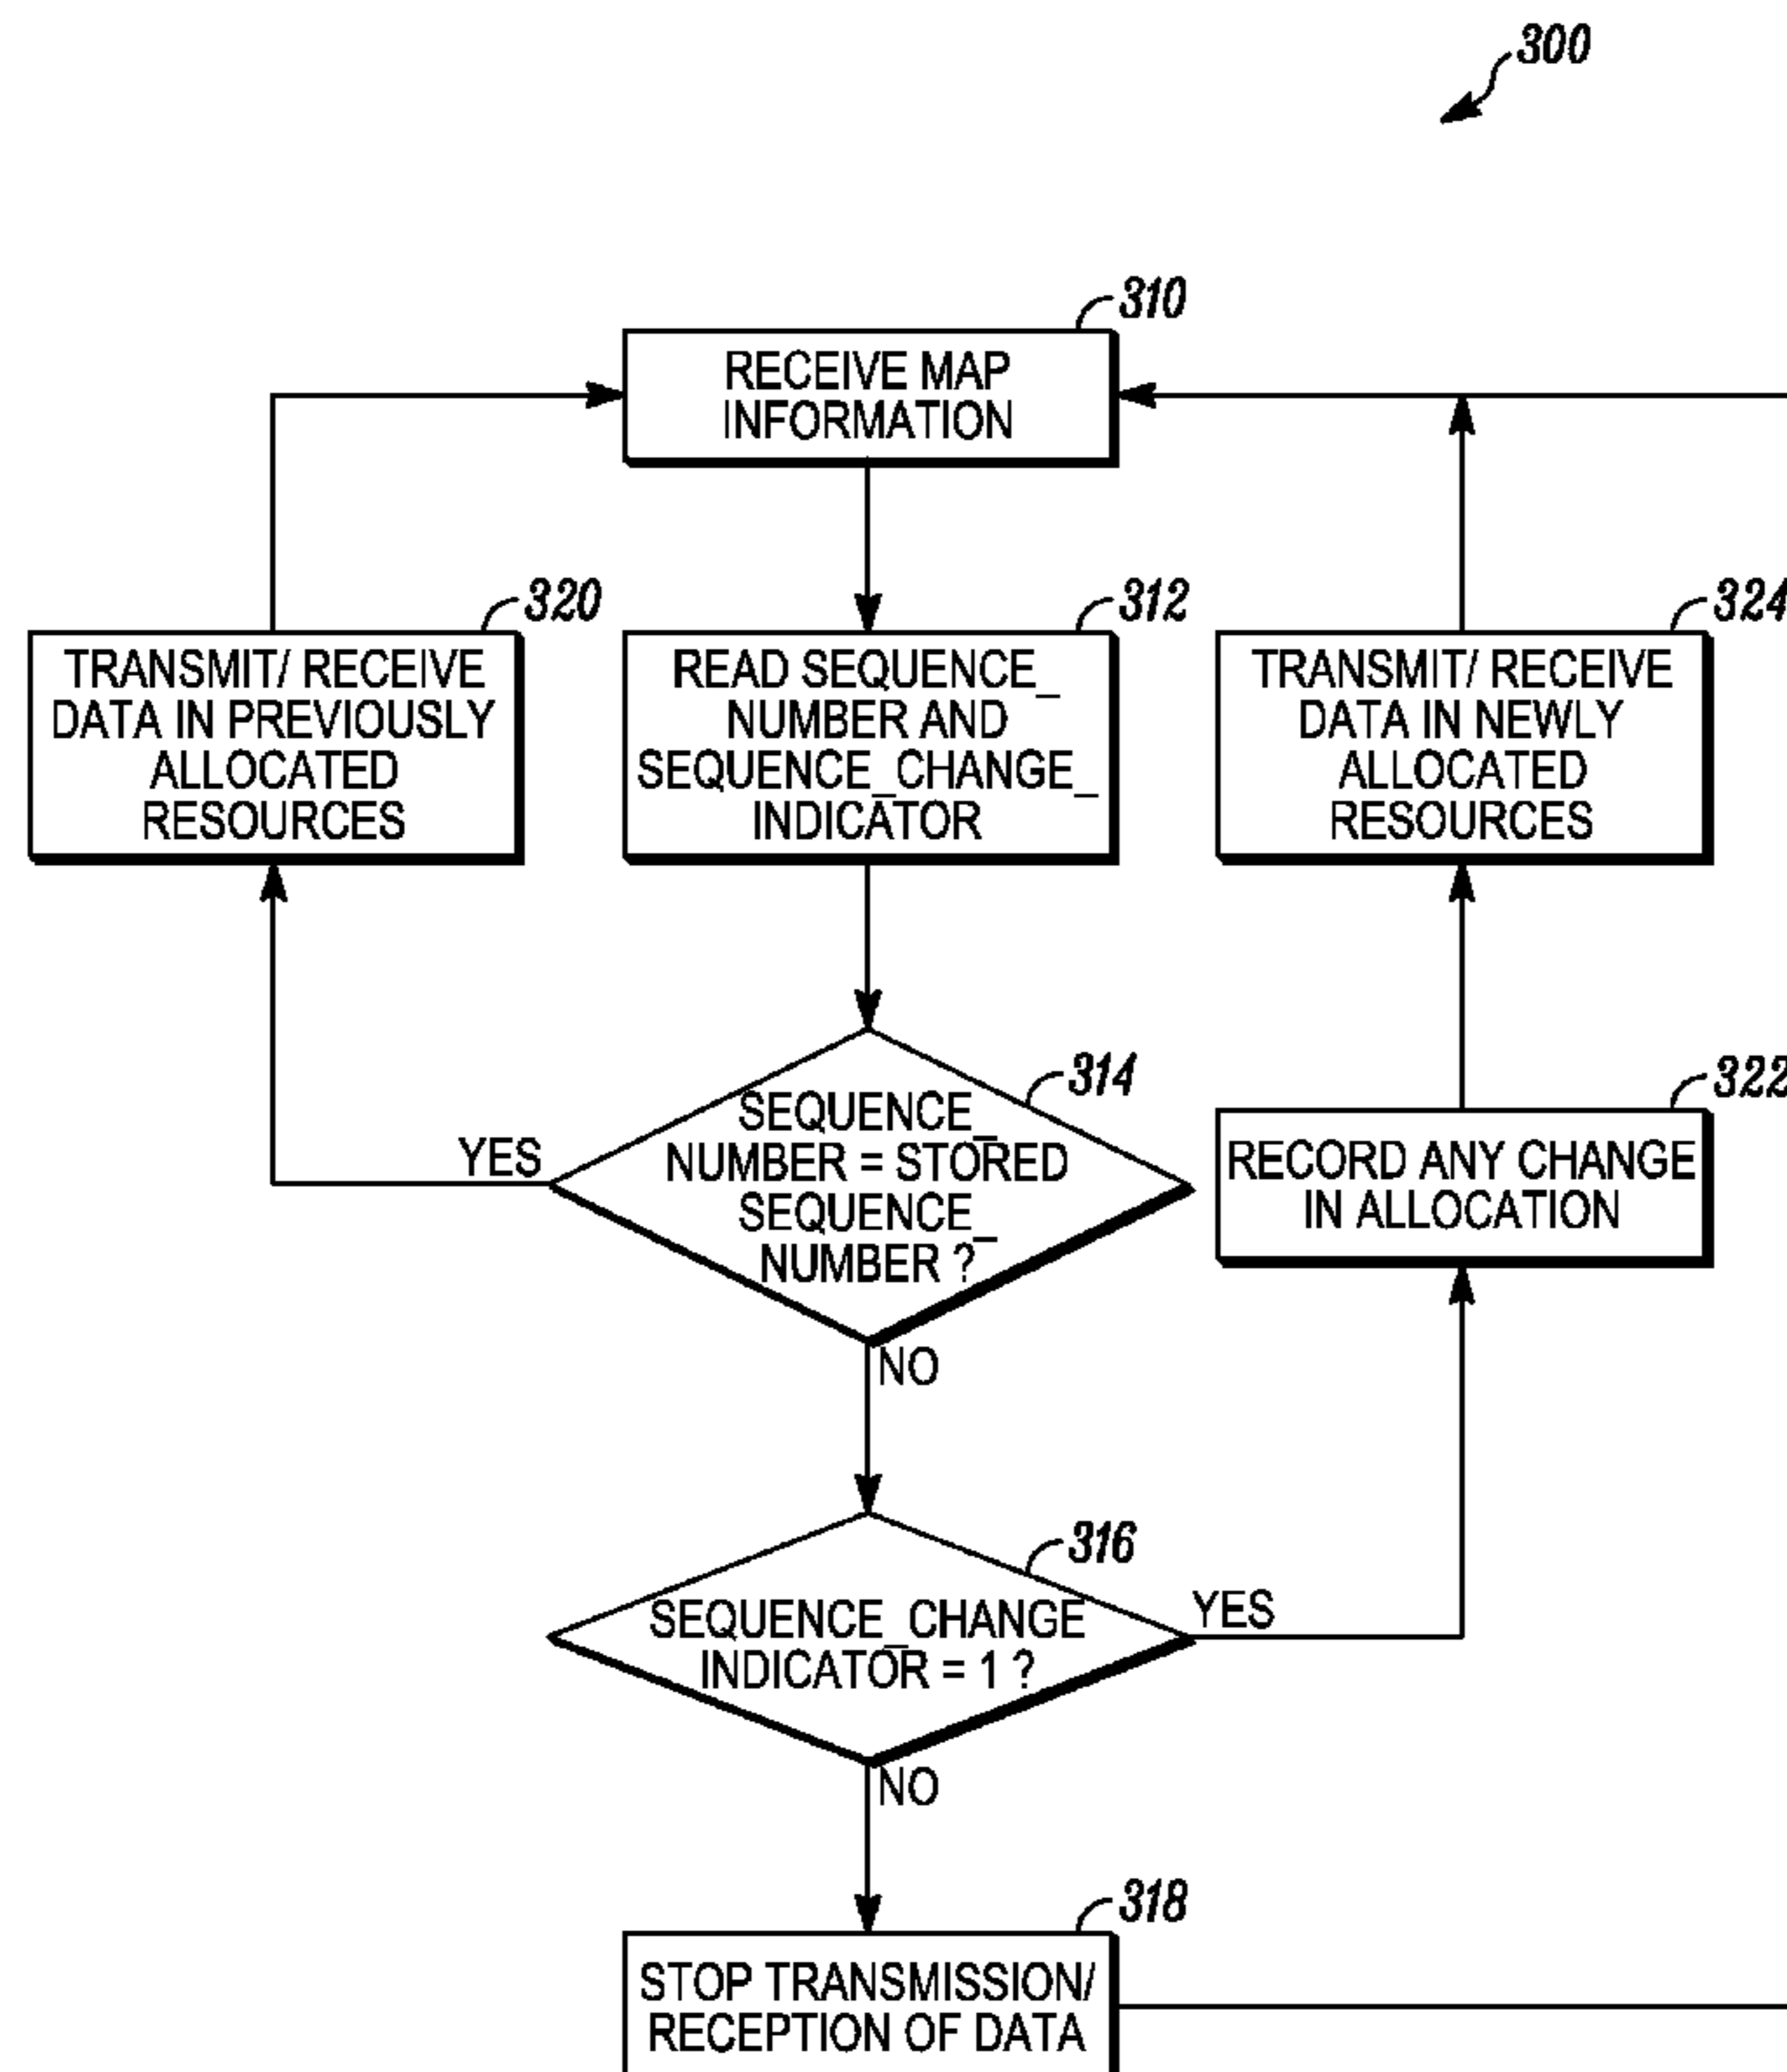 300
310
RECEIVE MAP
INFORMATION
320
TRANSMIT/ RECEIVE
DATA IN PREVIOUSLY
ALLOCATED
RESOURCES
312
READ SEQUENCE_
NUMBER AND
SEQUENCE_CHANGE_
INDICATOR
324
TRANSMIT/ RECEIVE
DATA IN NEWLY
ALLOCATED
RESOURCES
314
SEQUENCE_
NUMBER = STORED
SEQUENCE_
NUMBER ?
YES
NO
322
RECORD ANY CHANGE
IN ALLOCATION
316
SEQUENCE_CHANGE
INDICATOR = 1 ?
YES
NO
318
STOP TRANSMISSION/
RECEPTION OF DATA